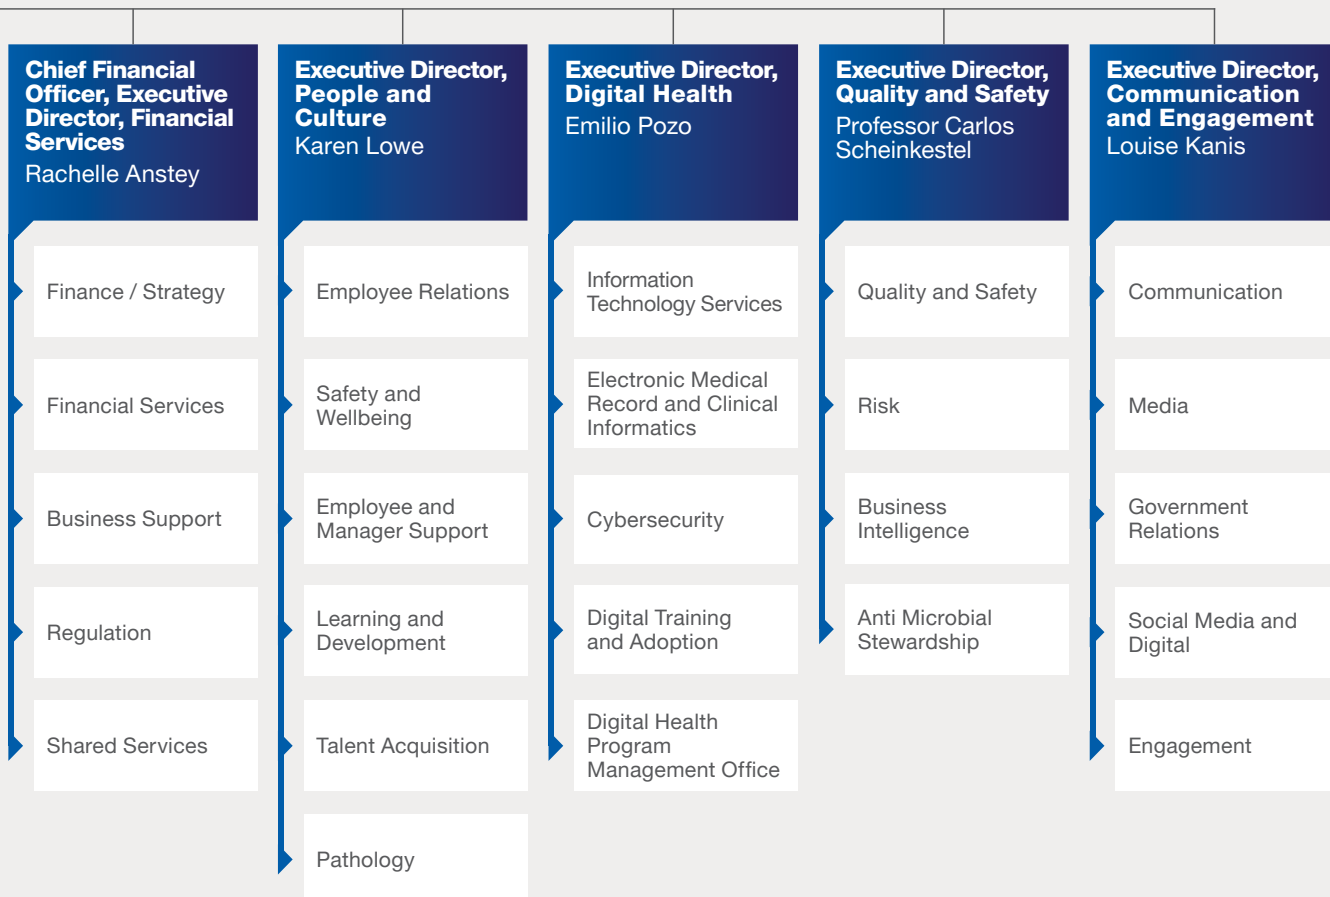 Chief Financial
Officer, Executive
Director, Financial
Services
Rachelle Anstey
Finance / Strategy
Financial Services
Business Support
Regulation
Shared Services
Executive Director,
People and
Culture
Karen Lowe
Employee Relations
Safety and
Wellbeing
Employee and
Manager Support
Learning and
Development
Talent Acquisition
Pathology
Executive Director,
Digital Health
Emilio Pozo
Information
Technology Services
Electronic Medical
Record and Clinical
Informatics
Cybersecurity
Digital Training
and Adoption
Digital Health
Program
Management Office
Executive Director,
Quality and Safety
Professor Carlos
Scheinkestel
Quality and Safety
Risk
Business
Intelligence
Anti Microbial
Stewardship
Executive Director,
Communication
and Engagement
Louise Kanis
Communication
Media
Government
Relations
Social Media and
Digital
Engagement